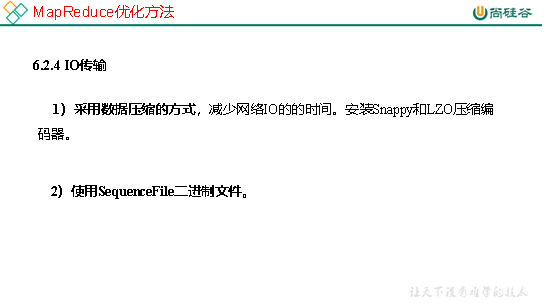 MapReduce优化方法
尚硅谷
6.2.4 IO传输
1）采用数据压缩的方式，减少网络IO的的时间。安装Snappy和LZO压缩编
码器。
2）使用SequenceFile二进制文件。
让天下没有难学的技术